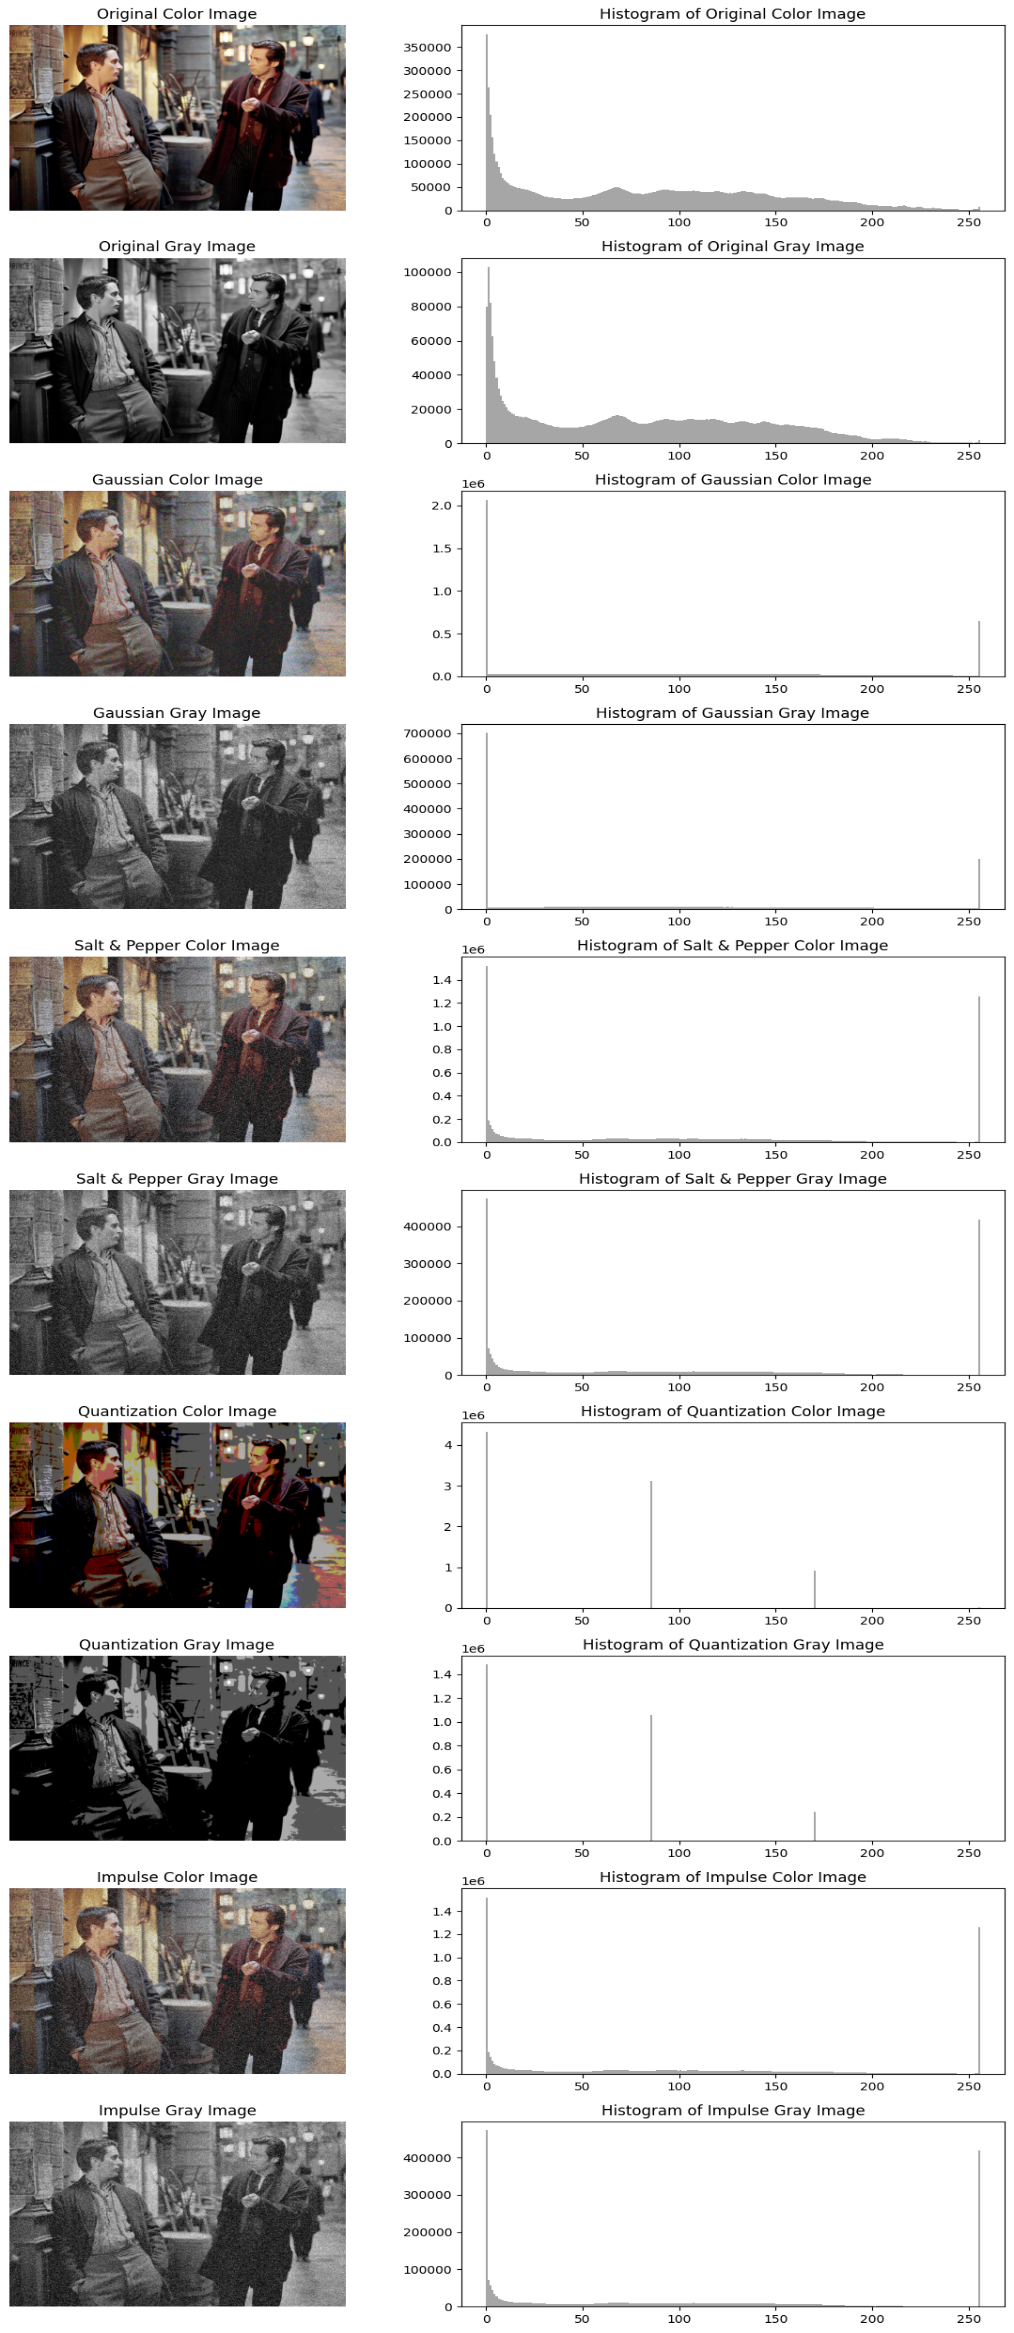 Original Color Image
Histogram of Original Color Image
350000
300000
250000
200000
150000
100000
50000
0
0 50 100 150 200 250
Original Gray Image
Histogram of Original Gray Image
100000
80000
60000
40000
20000
0
0 50 100 150 200 250
Gaussian Color Image
Histogram of Gaussian Color Image
1e6
2.0
1.5
1.0
0.5
0.0
0 50 100 150 200 250
Gaussian Gray Image
Histogram of Gaussian Gray Image
700000
600000
500000
400000
300000
200000
100000
0
0 50 100 150 200 250
Salt & Pepper Color Image
Histogram of Salt & Pepper Color Image
1e6
1.4
1.2
1.0
0.8
0.6
0.4
0.2
0.0
0 50 100 150 200 250
Salt & Pepper Gray Image
Histogram of Salt & Pepper Gray Image
400000
300000
200000
100000
0
0 50 100 150 200 250
Quantization Color Image
Histogram of Quantization Color Image
1e6
4
3
2
1
0
0 50 100 150 200 250
Quantization Gray Image
Histogram of Quantization Gray Image
1e6
1.4
1.2
1.0
0.8
0.6
0.4
0.2
0.0
0 50 100 150 200 250
Impulse Color Image
Histogram of Impulse Color Image
1e6
1.4
1.2
1.0
0.8
0.6
0.4
0.2
0.0
0 50 100 150 200 250
Impulse Gray Image
Histogram of Impulse Gray Image
400000
300000
200000
100000
0
0 50 100 150 200 250